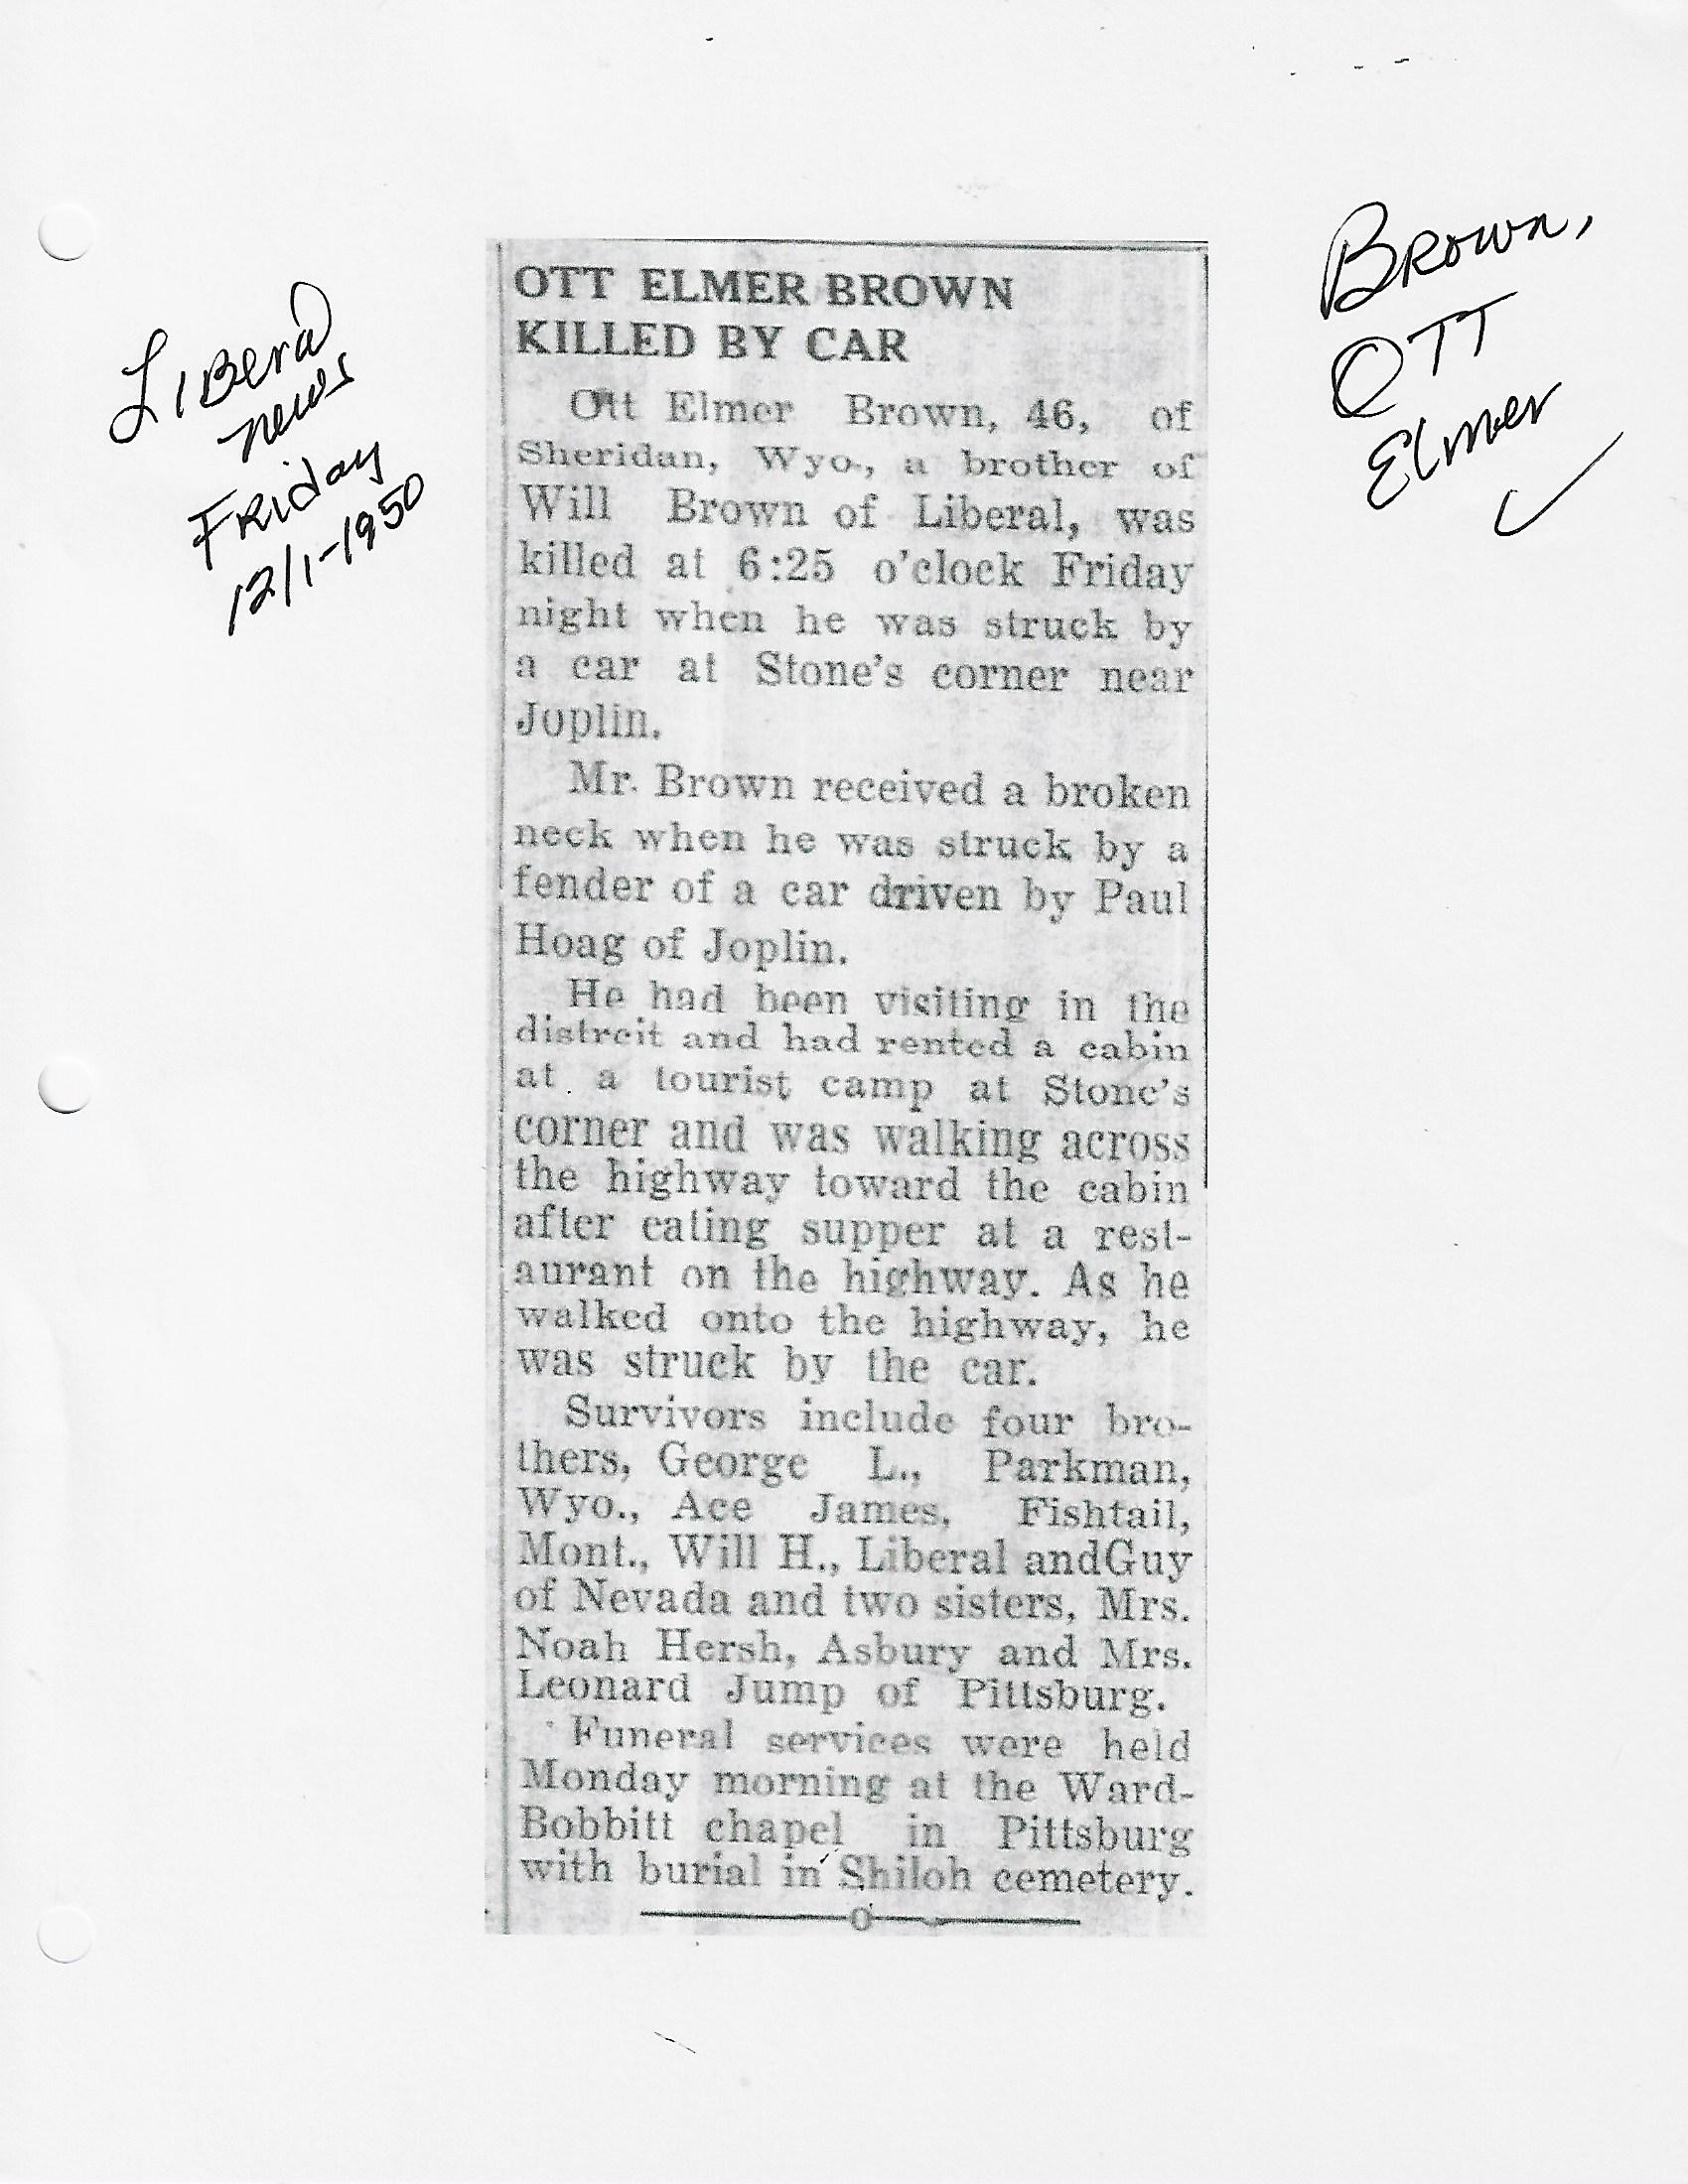 Liberal
news
Friday
12/1-1950
Brown,
OTT
Elmer
OTT ELMER BROWN
KILLED BY CAR
Ott Elmer Brown, 46, of
Sheridan, Wyo., a brother of
Will Brown of Liberal, was
killed at 6:25 o'clock Friday
night when he was struck by
a car at Stone's corner near
Joplin.
Mr. Brown received a broken
neck when he was struck by a
fender of a car driven by Paul
Hoag of Joplin.
He had been visiting in the
distrcit and had rented a cabin
at a tourist camp at Stone's
corner and was walking across
the highway toward the cabin
after eating supper at a rest-
aurant on the highway. As he
walked onto the highway, he
was struck by the car.
Survivors include four bro-
thers, George L., Parkman,
Wyo., Ace James, Fishtail,
Mont., Will H., Liberal andGuy
of Nevada and two sisters, Mrs.
Noah Hersh, Asbury and Mrs.
Leonard Jump of Pittsburg.
Funeral services were held
Monday morning at the Ward-
Bobbitt chapel in Pittsburg
with burial in Shiloh cemetery.